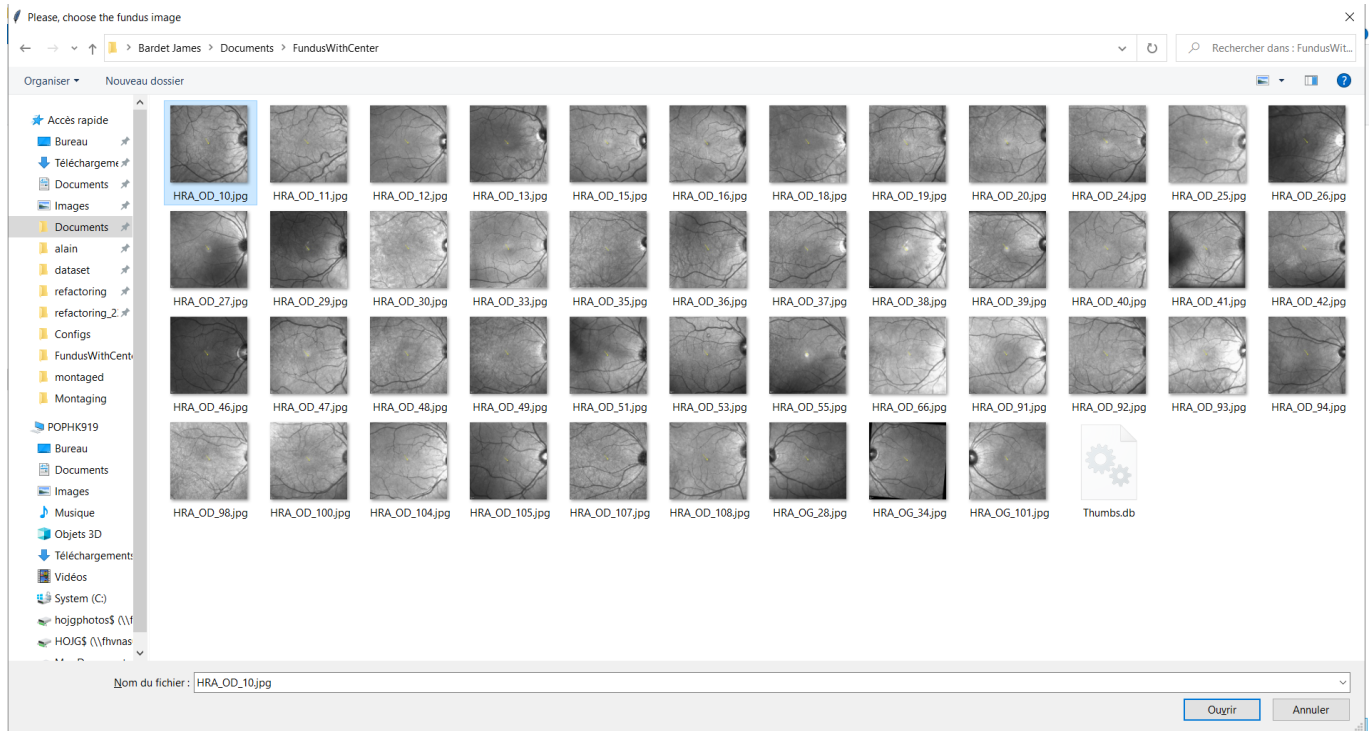 Please, choose the fundus image
Bardet James > Documents > FundusWithCenter
Rechercher dans : FundusWit...
Organiser
Nouveau dossier
Accès rapide
Bureau
Téléchargeme
Documents
Images
Documents
alain
dataset
refactoring
refactoring_2.
Configs
FundusWithCent
montaged
Montaging
POPHK919
Bureau
Documents
Images
Musique
Objets 3D
Téléchargements
Vidéos
System (C:)
hojgphotos$ (\\f
HOJG$ (\\fhvnas
HRA_OD_10.jpg HRA_OD_11.jpg HRA_OD_12.jpg HRA_OD_13.jpg HRA_OD_15.jpg HRA_OD_16.jpg HRA_OD_18.jpg HRA_OD_19.jpg HRA_OD_20.jpg HRA_OD_24.jpg HRA_OD_25.jpg HRA_OD_26.jpg
HRA_OD_27.jpg HRA_OD_29.jpg HRA_OD_30.jpg HRA_OD_33.jpg HRA_OD_35.jpg HRA_OD_36.jpg HRA_OD_37.jpg HRA_OD_38.jpg HRA_OD_39.jpg HRA_OD_40.jpg HRA_OD_41.jpg HRA_OD_42.jpg
HRA_OD_46.jpg HRA_OD_47.jpg HRA_OD_48.jpg HRA_OD_49.jpg HRA_OD_51.jpg HRA_OD_53.jpg HRA_OD_55.jpg HRA_OD_66.jpg HRA_OD_91.jpg HRA_OD_92.jpg HRA_OD_93.jpg HRA_OD_94.jpg
HRA_OD_98.jpg HRA_OD_100.jpg HRA_OD_104.jpg HRA_OD_105.jpg HRA_OD_107.jpg HRA_OD_108.jpg HRA_OG_28.jpg HRA_OG_34.jpg HRA_OG_101.jpg Thumbs.db
Nom du fichier : HRA_OD_10.jpg
Ouvrir
Annuler